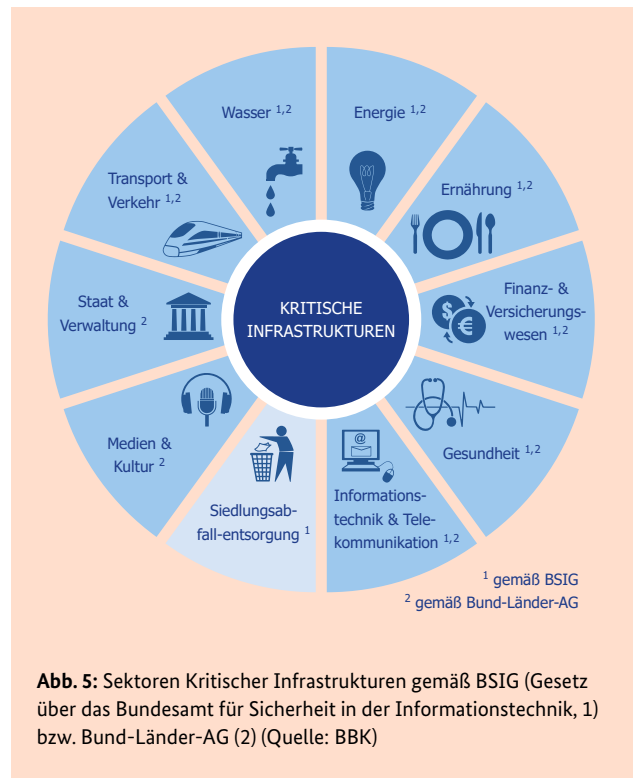 Wasser 1,2
Energie 1,2
Ernährung 1,2
Finanz- &
Versicherungs-
wesen 1,2
$
€
Gesundheit 1,2
@
Informations-
technik & Tele-
kommunikation 1,2
Siedlungsab-
fall-entsorgung 1
Medien &
Kultur 2
Staat &
Verwaltung 2
Transport &
Verkehr 1,2
KRITISCHE
INFRASTRUKTUREN
1 gemäß BSIG
2 gemäß Bund-Länder-AG
Abb. 5: Sektoren Kritischer Infrastrukturen gemäß BSIG (Gesetz
über das Bundesamt für Sicherheit in der Informationstechnik, 1)
bzw. Bund-Länder-AG (2) (Quelle: BBK)